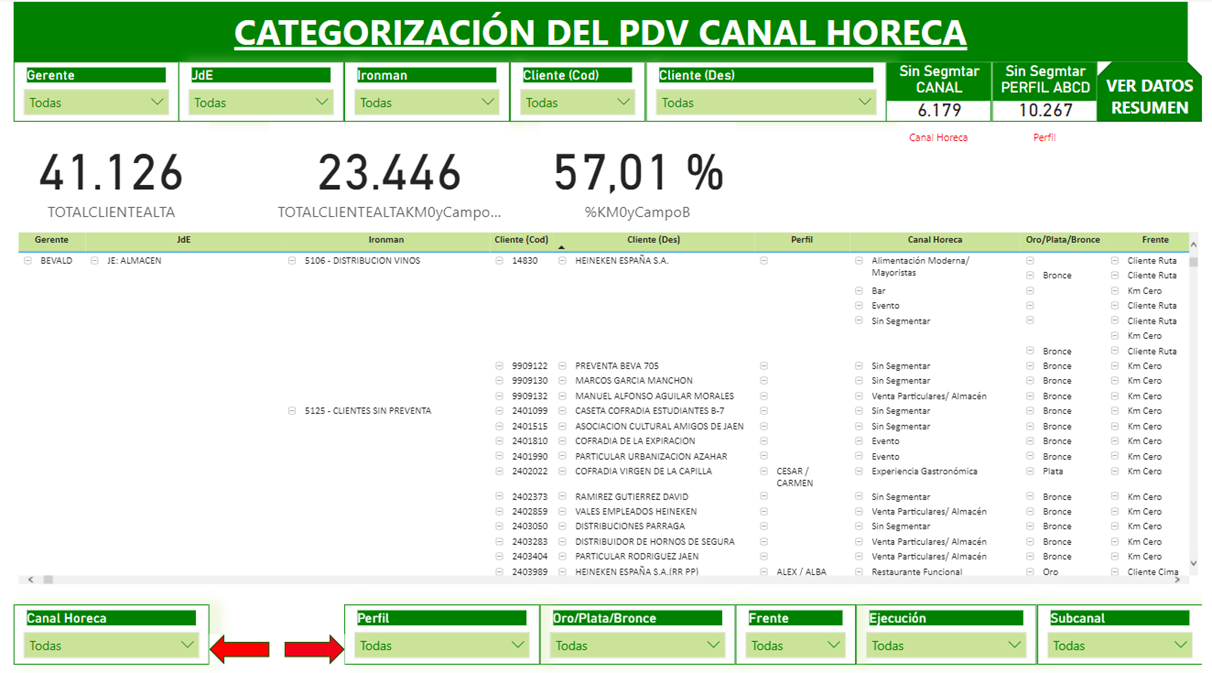 CATEGORIZACIÓN DEL PDV CANAL HORECA
Gerente JdE Ironman Cliente (Cod) Cliente (Des) Sin Segmtar CANAL Sin Segmtar PERFIL ABCD VER DATOS RESUMEN
Todas Todas Todas Todas Todas 6.179 10.267
Canal Horeca Perfil
41.126 23.446 57,01 %
TOTALCLIENTEALTA TOTALCLIENTEALTAKM0yCampo... %KM0yCampoB
Gerente JdE Ironman Cliente (Cod) Cliente (Des) Perfil Canal Horeca Oro/Plata/Bronce Frente
BEVALD JE: ALMACEN 5106 - DISTRIBUCION VINOS 14830 HEINEKEN ESPAÑA S.A. Alimentación Moderna/ Cliente Ruta
Mayoristas Bronce Cliente Ruta
Bar Km Cero
Evento Cliente Ruta
Sin Segmentar Cliente Ruta
Km Cero
Bronce Cliente Ruta
9909122 PREVENTA BEVA 705 Sin Segmentar Bronce Km Cero
9909130 MARCOS GARCIA MANCHON Sin Segmentar Bronce Km Cero
9909132 MANUEL ALFONSO AGUILAR MORALES Venta Particulares/ Almacén Bronce Km Cero
5125 - CLIENTES SIN PREVENTA 2401099 CASETA COFRADIA ESTUDIANTES B-7 Sin Segmentar Bronce Km Cero
2401515 ASOCIACION CULTURAL AMIGOS DE JAEN Sin Segmentar Bronce Km Cero
2401810 COFRADIA DE LA EXPIRACION Evento Bronce Km Cero
2401990 PARTICULAR URBANIZACION AZAHAR Evento Bronce Km Cero
2402022 COFRADIA VIRGEN DE LA CAPILLA CESAR / Experiencia Gastronómica Plata Km Cero
CARMEN
2402373 RAMIREZ GUTIERREZ DAVID Sin Segmentar Bronce Km Cero
2402859 VALES EMPLEADOS HEINEKEN Venta Particulares/ Almacén Bronce Km Cero
2403050 DISTRIBUCIONES PARRAGA Sin Segmentar Bronce Km Cero
2403283 DISTRIBUIDOR DE HORNOS DE SEGURA Venta Particulares/ Almacén Bronce Km Cero
2403404 PARTICULAR RODRIGUEZ JAEN Venta Particulares/ Almacén Bronce Km Cero
2403989 HEINEKEN ESPAÑA S.A.(RR PP) ALEX / ALBA Restaurante Funcional Oro Cliente Cima
Canal Horeca Perfil Oro/Plata/Bronce Frente Ejecución Subcanal
Todas Todas Todas Todas Todas Todas